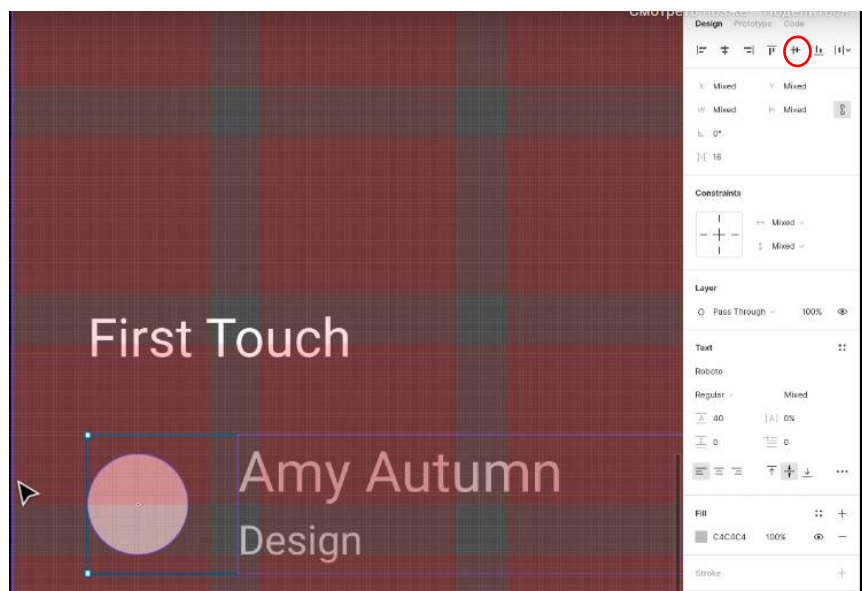 Design Prototype Code
X Mixed Y Mixed
W Mixed H Mixed
0°
16
Constraints
Mixed
Mixed
Layer
Pass Through 100%
Text
Roboto
Regular Mixed
A 40 |A| 0%
0 0
Fill
C4C4C4 100%
Stroke
First Touch
Amy Autumn
Design